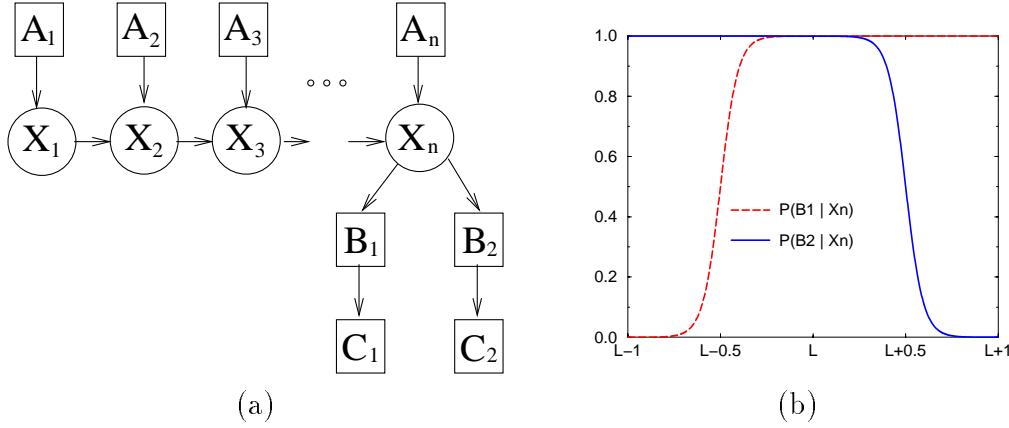 A1 A2 A3 An
X1 X2 X3 Xn
B1 B2
C1 C2
(a)
1.0
0.8
0.6
0.4
0.2
0.0
P(B1 | Xn)
P(B2 | Xn)
L−1 L−0.5 L L+0.5 L+1
(b)